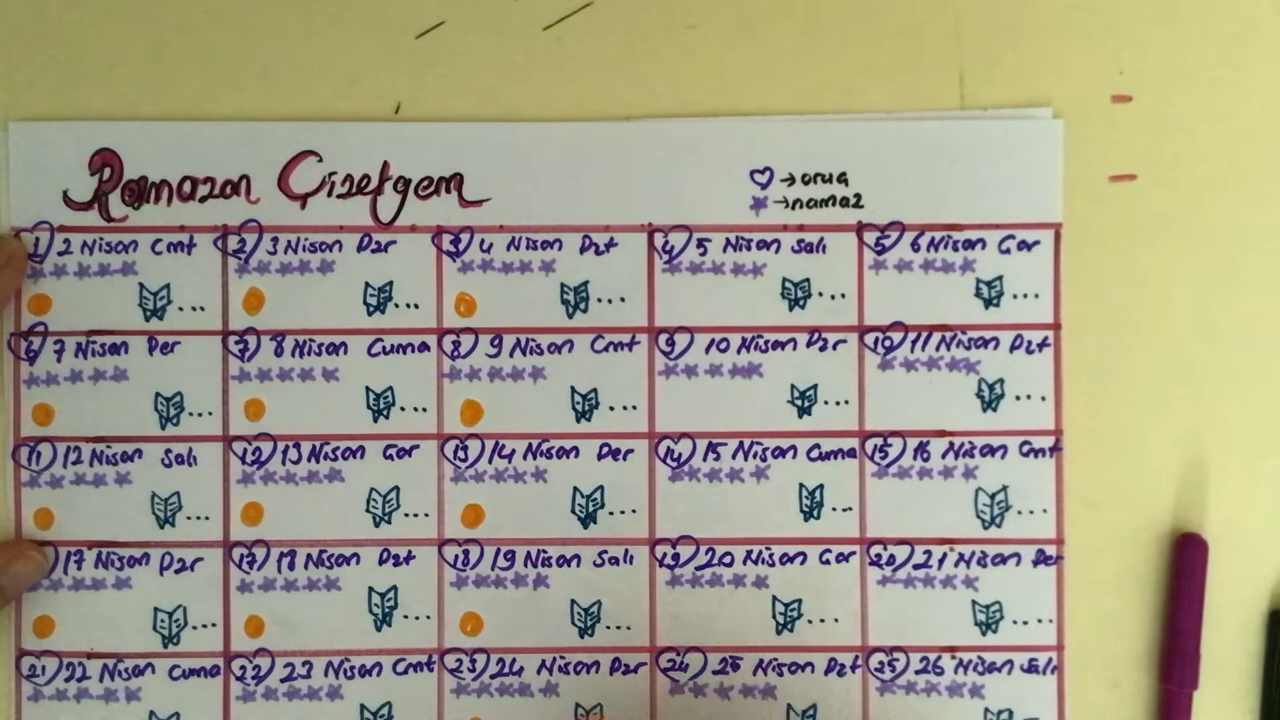 Ramazan Çizelgem
→oruç
→namaz
1 2 Nisan Cmt
2 3 Nisan Pzr
3 4 Nisan Pzt
4 5 Nisan Salı
5 6 Nisan Çar
6 7 Nisan Per
7 8 Nisan Cuma
8 9 Nisan Cmt
9 10 Nisan Pzr
10 11 Nisan Pzt
11 12 Nisan Salı
12 13 Nisan Çar
13 14 Nisan Per
14 15 Nisan Cuma
15 16 Nisan Cmt
17 Nisan Pzr
17 18 Nisan Pzt
18 19 Nisan Salı
19 20 Nisan Çar
20 21 Nisan Per
21 22 Nisan Cuma
22 23 Nisan Cmt
23 24 Nisan Pzr
24 25 Nisan Pzt
25 26 Nisan Salı